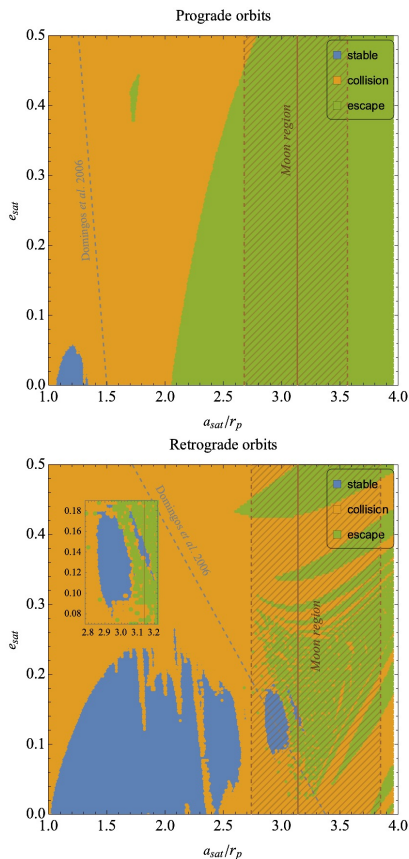 Prograde orbits
0.5
0.4
0.3
0.2
0.1
0.0
e_sat
stable
collision
escape
Domingos et al. 2006
Moon region
1.0 1.5 2.0 2.5 3.0 3.5 4.0
a_sat/r_p
Retrograde orbits
0.5
0.4
0.3
0.2
0.1
0.0
e_sat
stable
collision
escape
Domingos et al. 2006
Moon region
0.18
0.16
0.14
0.12
0.10
0.08
2.8 2.9 3.0 3.1 3.2
1.0 1.5 2.0 2.5 3.0 3.5 4.0
a_sat/r_p